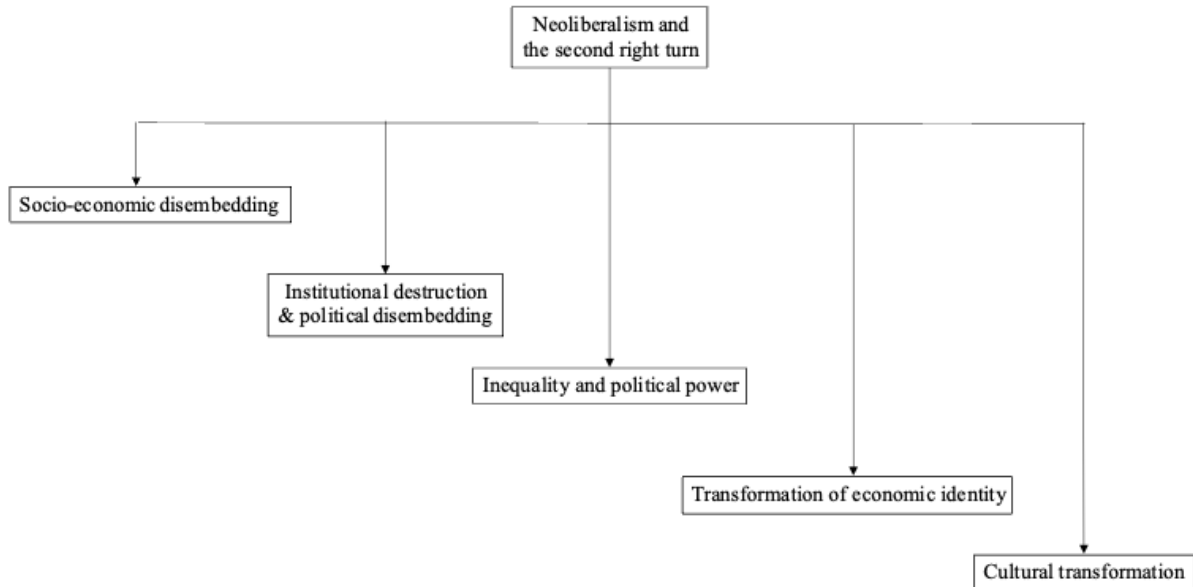 Neoliberalism and
the second right turn
Socio-economic disembedding
Institutional destruction
& political disembedding
Inequality and political power
Transformation of economic identity
Cultural transformation